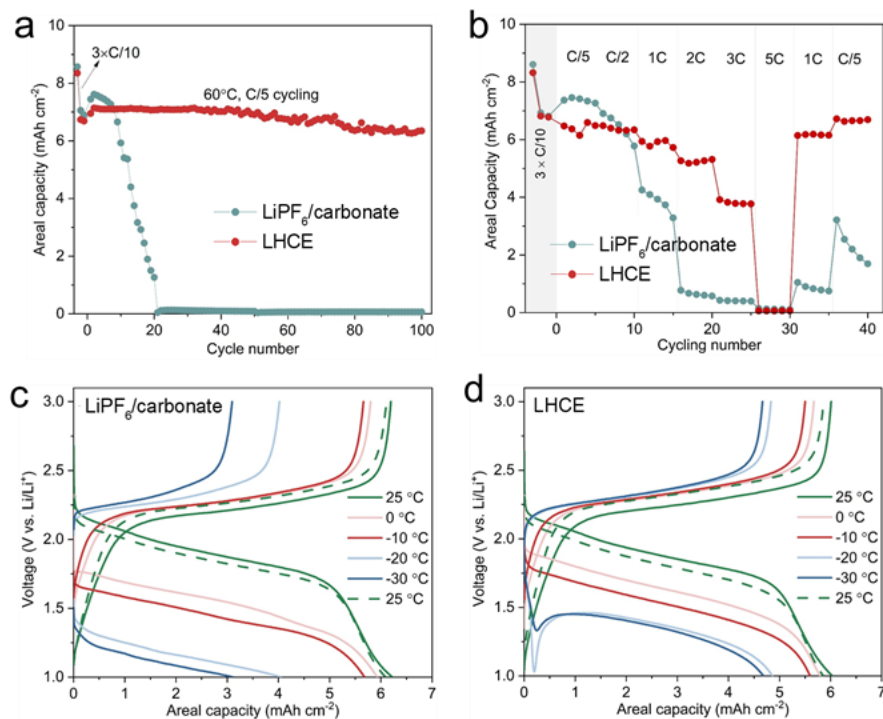 a
3×C/10
60°C, C/5 cycling
LiPF6/carbonate
LHCE
Areal capacity (mAh cm-2)
10
8
6
4
2
0
0
20
40
60
80
100
Cycle number
b
C/5
C/2
1C
2C
3C
5C
1C
C/5
3 × C/10
LiPF6/carbonate
LHCE
Areal Capacity (mAh cm-2)
10
8
6
4
2
0
0
10
20
30
40
Cycling number
c
LiPF6/carbonate
25 °C
0 °C
-10 °C
-20 °C
-30 °C
25 °C
Voltage (V vs. Li/Li+)
3.0
2.5
2.0
1.5
1.0
0
1
2
3
4
5
6
7
Areal capacity (mAh cm-2)
d
LHCE
25 °C
0 °C
-10 °C
-20 °C
-30 °C
25 °C
Voltage (V vs. Li/Li+)
3.0
2.5
2.0
1.5
1.0
0
1
2
3
4
5
6
7
Areal capacity (mAh cm-2)